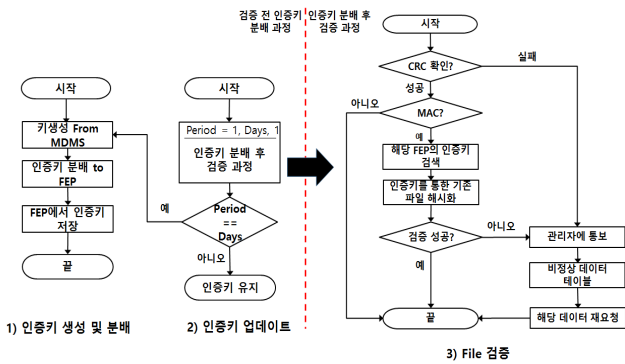 검증 전 인증키
분배 과정
인증키 분배 후
검증 과정
시작
키생성 From
MDMS
인증키 분배 to
FEP
FEP에서 인증키
저장
끝
1) 인증키 생성 및 분배
시작
Period = 1, Days, 1
인증키 분배 후
검증 과정
Period
==
Days
예
아니오
인증키 유지
2) 인증키 업데이트
시작
CRC 확인?
실패
성공
MAC?
아니오
예
해당 FEP의 인증키
검색
인증키를 통한 기존
파일 해시화
검증 성공?
아니오
예
관리자에 통보
비정상 데이터
테이블
해당 데이터 재요청
끝
3) File 검증